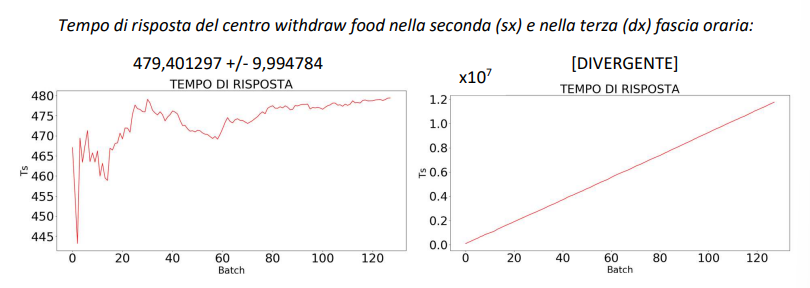 Tempo di risposta del centro withdraw food nella seconda (sx) e nella terza (dx) fascia oraria:
479,401297 +/- 9,994784
TEMPO DI RISPOSTA
480
475
470
465
460
455
450
445
Ts
0 20 40 60 80 100 120
Batch
[DIVERGENTE]
x10⁷
TEMPO DI RISPOSTA
1.2
1.0
0.8
0.6
0.4
0.2
0.0
Ts
0 20 40 60 80 100 120
Batch